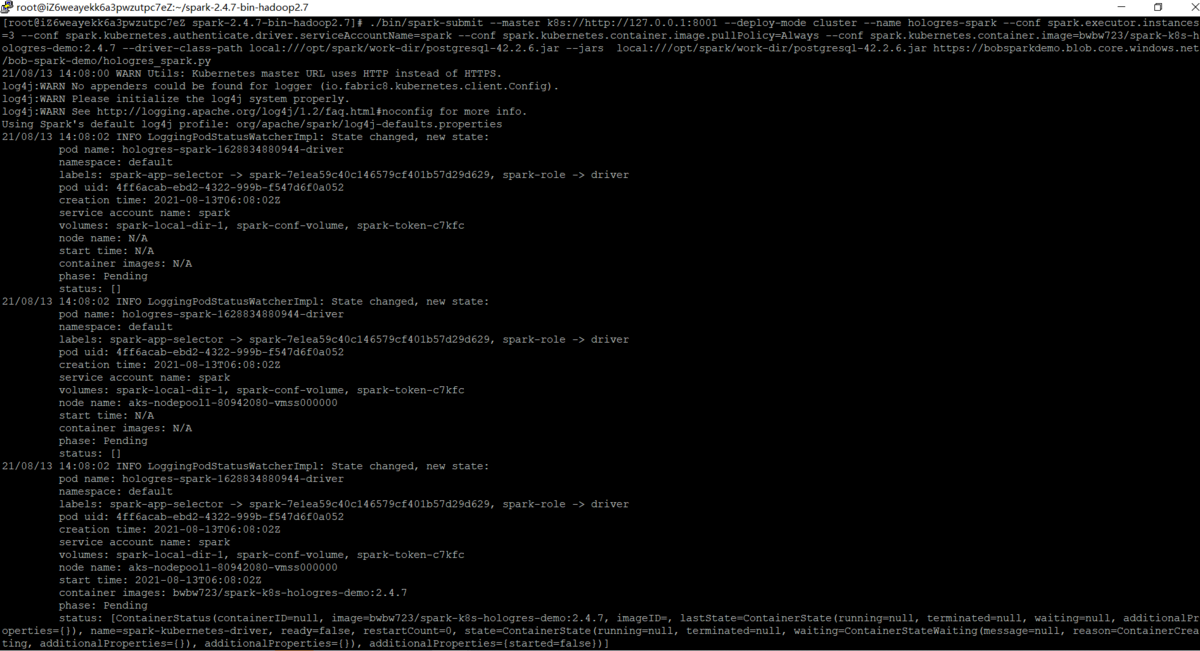 root@iZ6weayekk6a3pwzutpc7eZ:~/spark-2.4.7-bin-hadoop2.7
[root@iZ6weayekk6a3pwzutpc7eZ spark-2.4.7-bin-hadoop2.7]# ./bin/spark-submit --master k8s://http://127.0.0.1:8001 --deploy-mode cluster --name hologres-spark --conf spark.executor.instances
=3 --conf spark.kubernetes.authenticate.driver.serviceAccountName=spark --conf spark.kubernetes.container.image.pullPolicy=Always --conf spark.kubernetes.container.image=bwbw723/spark-k8s-h
ologres-demo:2.4.7 --driver-class-path local:///opt/spark/work-dir/postgresql-42.2.6.jar --jars  local:///opt/spark/work-dir/postgresql-42.2.6.jar https://bobsparkdemo.blob.core.windows.net
/bob-spark-demo/hologres_spark.py
21/08/13 14:08:00 WARN Utils: Kubernetes master URL uses HTTP instead of HTTPS.
log4j:WARN No appenders could be found for logger (io.fabric8.kubernetes.client.Config).
log4j:WARN Please initialize the log4j system properly.
log4j:WARN See http://logging.apache.org/log4j/1.2/faq.html#noconfig for more info.
Using Spark's default log4j profile: org/apache/spark/log4j-defaults.properties
21/08/13 14:08:02 INFO LoggingPodStatusWatcherImpl: State changed, new state:
pod name: hologres-spark-1628834880944-driver
namespace: default
labels: spark-app-selector -> spark-7e1ea59c40c146579cf401b57d29d629, spark-role -> driver
pod uid: 4ff6acab-ebd2-4322-999b-f547d6f0a052
creation time: 2021-08-13T06:08:02Z
service account name: spark
volumes: spark-local-dir-1, spark-conf-volume, spark-token-c7kfc
node name: N/A
start time: N/A
container images: N/A
phase: Pending
status: []
21/08/13 14:08:02 INFO LoggingPodStatusWatcherImpl: State changed, new state:
pod name: hologres-spark-1628834880944-driver
namespace: default
labels: spark-app-selector -> spark-7e1ea59c40c146579cf401b57d29d629, spark-role -> driver
pod uid: 4ff6acab-ebd2-4322-999b-f547d6f0a052
creation time: 2021-08-13T06:08:02Z
service account name: spark
volumes: spark-local-dir-1, spark-conf-volume, spark-token-c7kfc
node name: aks-nodepool1-80942080-vmss000000
start time: N/A
container images: N/A
phase: Pending
status: []
21/08/13 14:08:02 INFO LoggingPodStatusWatcherImpl: State changed, new state:
pod name: hologres-spark-1628834880944-driver
namespace: default
labels: spark-app-selector -> spark-7e1ea59c40c146579cf401b57d29d629, spark-role -> driver
pod uid: 4ff6acab-ebd2-4322-999b-f547d6f0a052
creation time: 2021-08-13T06:08:02Z
service account name: spark
volumes: spark-local-dir-1, spark-conf-volume, spark-token-c7kfc
node name: aks-nodepool1-80942080-vmss000000
start time: 2021-08-13T06:08:02Z
container images: bwbw723/spark-k8s-hologres-demo:2.4.7
phase: Pending
status: [ContainerStatus(containerID=null, image=bwbw723/spark-k8s-hologres-demo:2.4.7, imageID=, lastState=ContainerState(running=null, terminated=null, waiting=null, additionalPr
operties={}), name=spark-kubernetes-driver, ready=false, restartCount=0, state=ContainerState(running=null, terminated=null, waiting=ContainerStateWaiting(message=null, reason=ContainerCrea
ting, additionalProperties={}), additionalProperties={}), additionalProperties={started=false})]